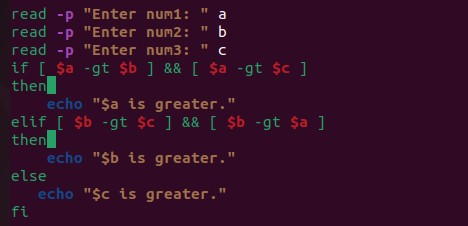 read -p "Enter num1: " a
read -p "Enter num2: " b
read -p "Enter num3: " c
if [ $a -gt $b ] && [ $a -gt $c ]
then
    echo "$a is greater."
elif [ $b -gt $c ] && [ $b -gt $a ]
then
    echo "$b is greater."
else
   echo "$c is greater."
fi